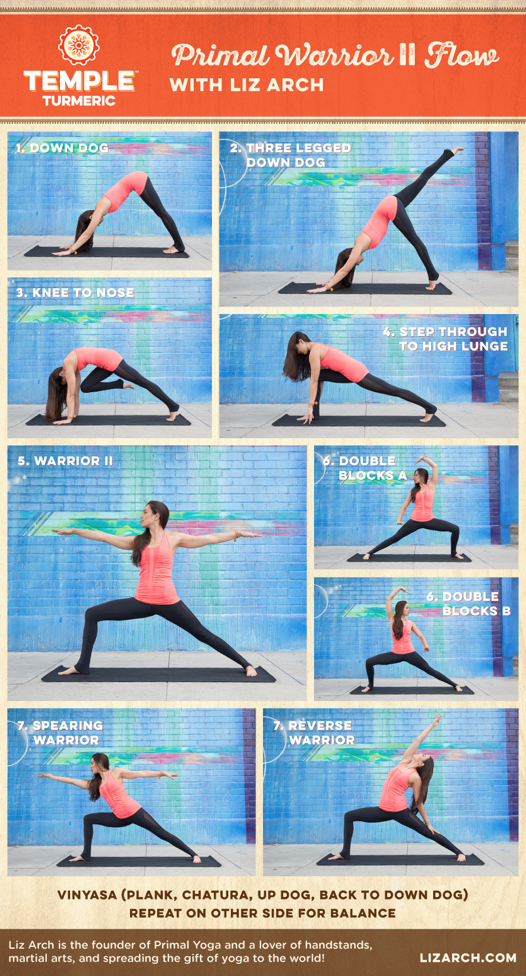 TEMPLE™
TURMERIC
Primal Warrior II Flow
WITH LIZ ARCH
1. DOWN DOG
2. THREE LEGGED
DOWN DOG
3. KNEE TO NOSE
4. STEP THROUGH
TO HIGH LUNGE
5. WARRIOR II
6. DOUBLE
BLOCKS A
6. DOUBLE
BLOCKS B
7. SPEARING
WARRIOR
7. REVERSE
WARRIOR
VINYASA (PLANK, CHATURA, UP DOG, BACK TO DOWN DOG)
REPEAT ON OTHER SIDE FOR BALANCE
Liz Arch is the founder of Primal Yoga and a lover of handstands,
martial arts, and spreading the gift of yoga to the world!
LIZARCH.COM